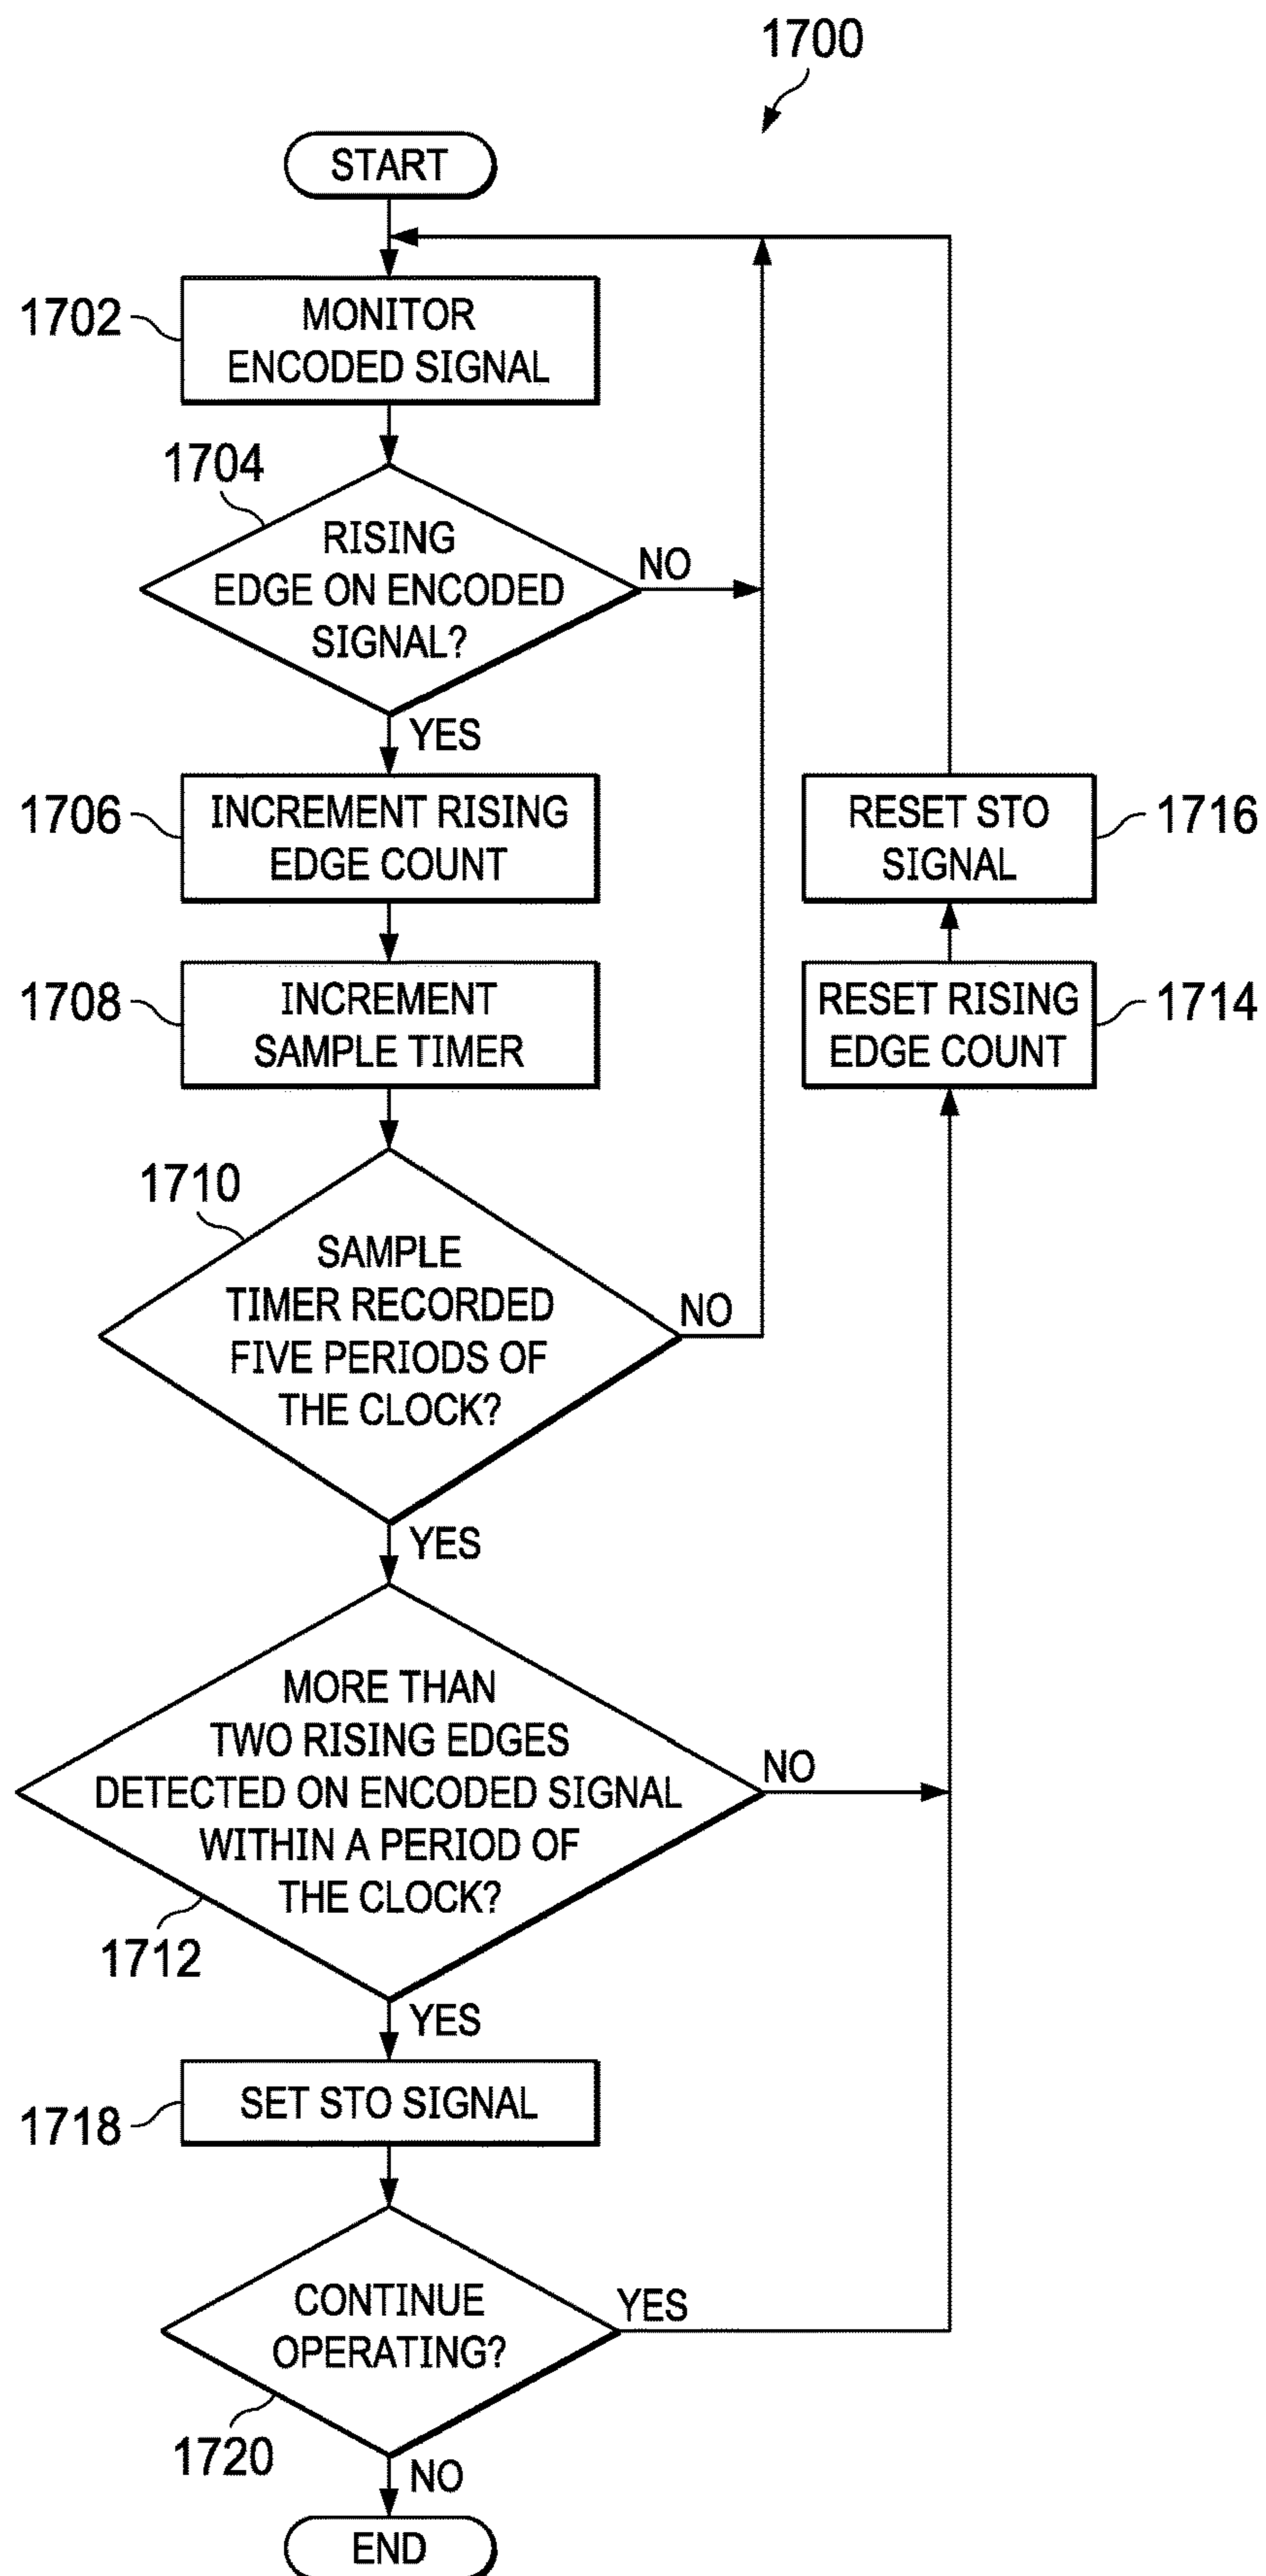 1700
START
1702
MONITOR
ENCODED SIGNAL
1704
RISING
EDGE ON ENCODED
SIGNAL?
NO
YES
1706
INCREMENT RISING
EDGE COUNT
RESET STO
SIGNAL
1716
1708
INCREMENT
SAMPLE TIMER
RESET RISING
EDGE COUNT
1714
1710
SAMPLE
TIMER RECORDED
FIVE PERIODS OF
THE CLOCK?
NO
YES
MORE THAN
TWO RISING EDGES
DETECTED ON ENCODED SIGNAL
WITHIN A PERIOD OF
THE CLOCK?
NO
1712
YES
1718
SET STO SIGNAL
CONTINUE
OPERATING?
YES
1720
NO
END